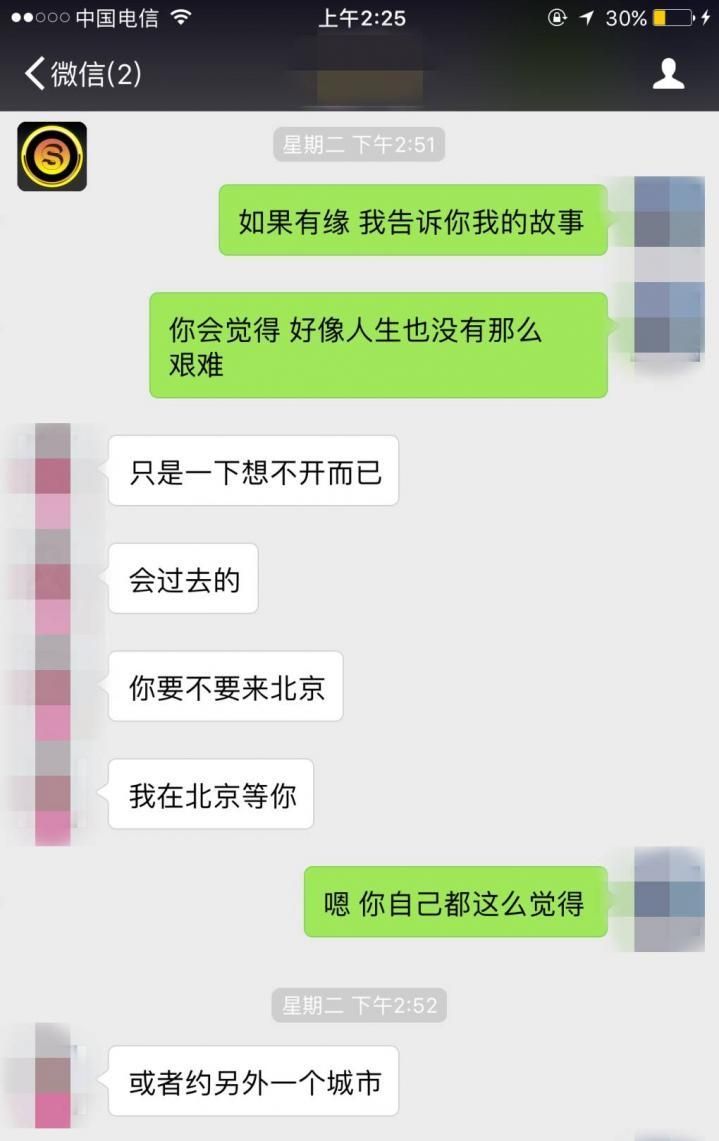 中国电信
上午2:25
30%
微信(2)
S
星期二 下午2:51
如果有缘 我告诉你我的故事
你会觉得 好像人生也没有那么
艰难
只是一下想不开而已
会过去的
你要不要来北京
我在北京等你
嗯 你自己都这么觉得
星期二 下午2:52
或者约另外一个城市